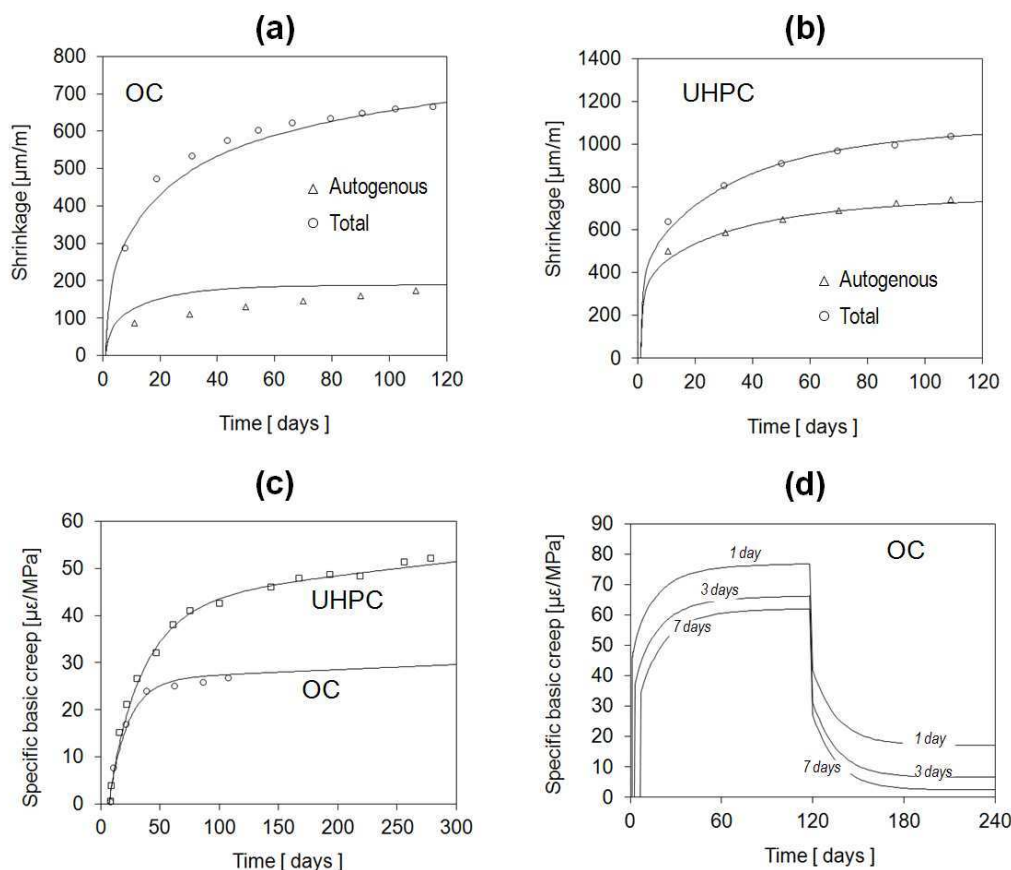 (a)
800
700
600
500
400
300
200
100
0
Shrinkage [µm/m]
OC
Autogenous
Total
0 20 40 60 80 100 120
Time [ days ]
(b)
1400
1200
1000
800
600
400
200
0
Shrinkage [µm/m]
UHPC
Autogenous
Total
0 20 40 60 80 100 120
Time [ days ]
(c)
60
50
40
30
20
10
0
Specific basic creep [µε/MPa]
UHPC
OC
0 50 100 150 200 250 300
Time [ days ]
(d)
90
80
70
60
50
40
30
20
10
0
Specific basic creep [µε/MPa]
OC
1 day
3 days
7 days
1 day
3 days
7 days
0 60 120 180 240
Time [ days ]